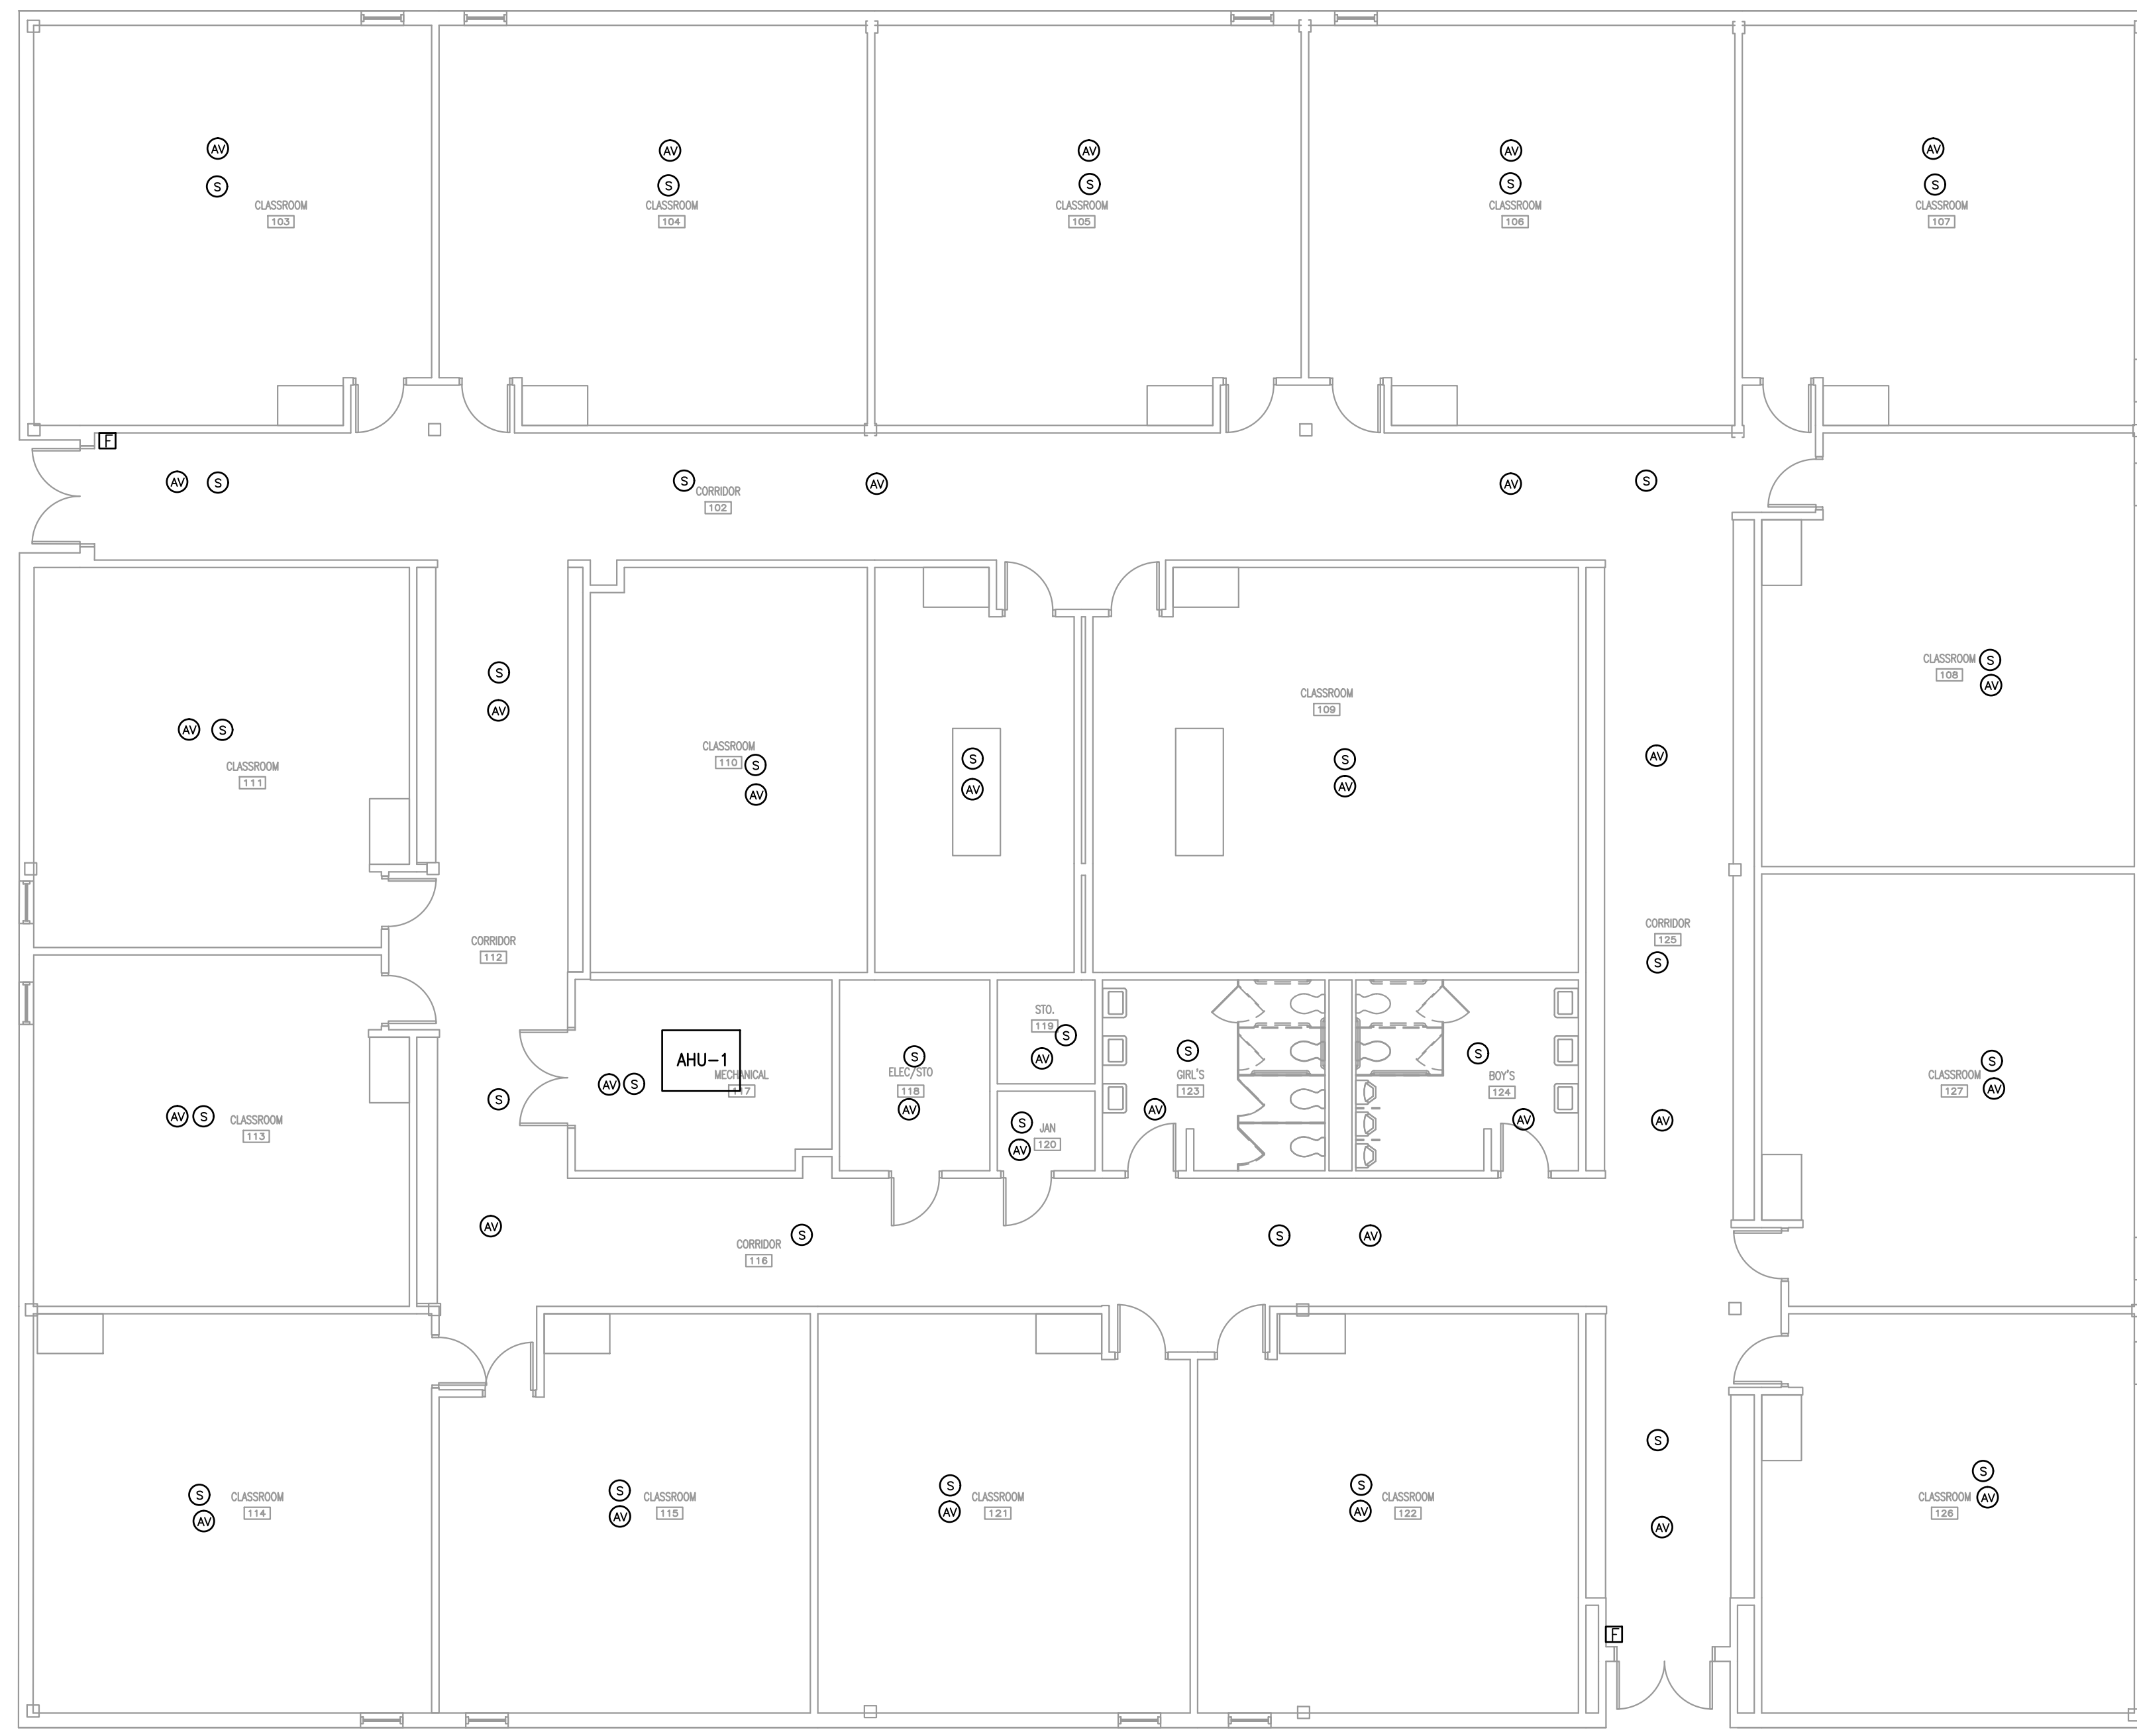 AV AV AV AV AV
S S S S S
CLASSROOM CLASSROOM CLASSROOM CLASSROOM CLASSROOM
103 104 105 106 107
F
AV S S AV AV S
CORRIDOR
102
S
CLASSROOM S
108 AV
S
AV
CLASSROOM
109
AV S
CLASSROOM
110 S
AV
S
AV
S
AV
AV
CLASSROOM
111
CORRIDOR
112
CORRIDOR
125
S
STO.
119 S
AV
AHU-1
MECHANICAL
117
AV S
S
ELEC/STO
118
AV
S
GIRL'S
123
AV
S
BOY'S
124
AV
S
CLASSROOM
127
AV
S
AV S
CLASSROOM
113
S JAN
AV 120
AV
AV
CORRIDOR
116
S
S AV
S
S
AV
CLASSROOM
114
S
AV
CLASSROOM
115
S
AV
CLASSROOM
121
S
AV
CLASSROOM
122
S
CLASSROOM AV
126
AV
F